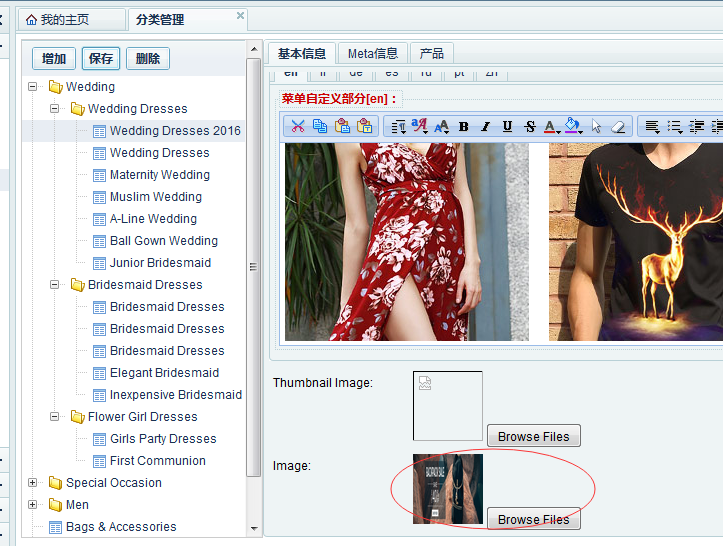 我的主页
分类管理
增加
保存
删除
Wedding
Wedding Dresses
Wedding Dresses 2016
Wedding Dresses
Maternity Wedding
Muslim Wedding
A-Line Wedding
Ball Gown Wedding
Junior Bridesmaid
Bridesmaid Dresses
Bridesmaid Dresses
Bridesmaid Dresses
Bridesmaid Dresses
Elegant Bridesmaid
Inexpensive Bridesmaid
Flower Girl Dresses
Girls Party Dresses
First Communion
Special Occasion
Men
Bags & Accessories
基本信息
Meta信息
产品
en
de
es
ru
pt
zh
菜单自定义部分[en]：
Thumbnail Image:
Browse Files
Image:
Browse Files